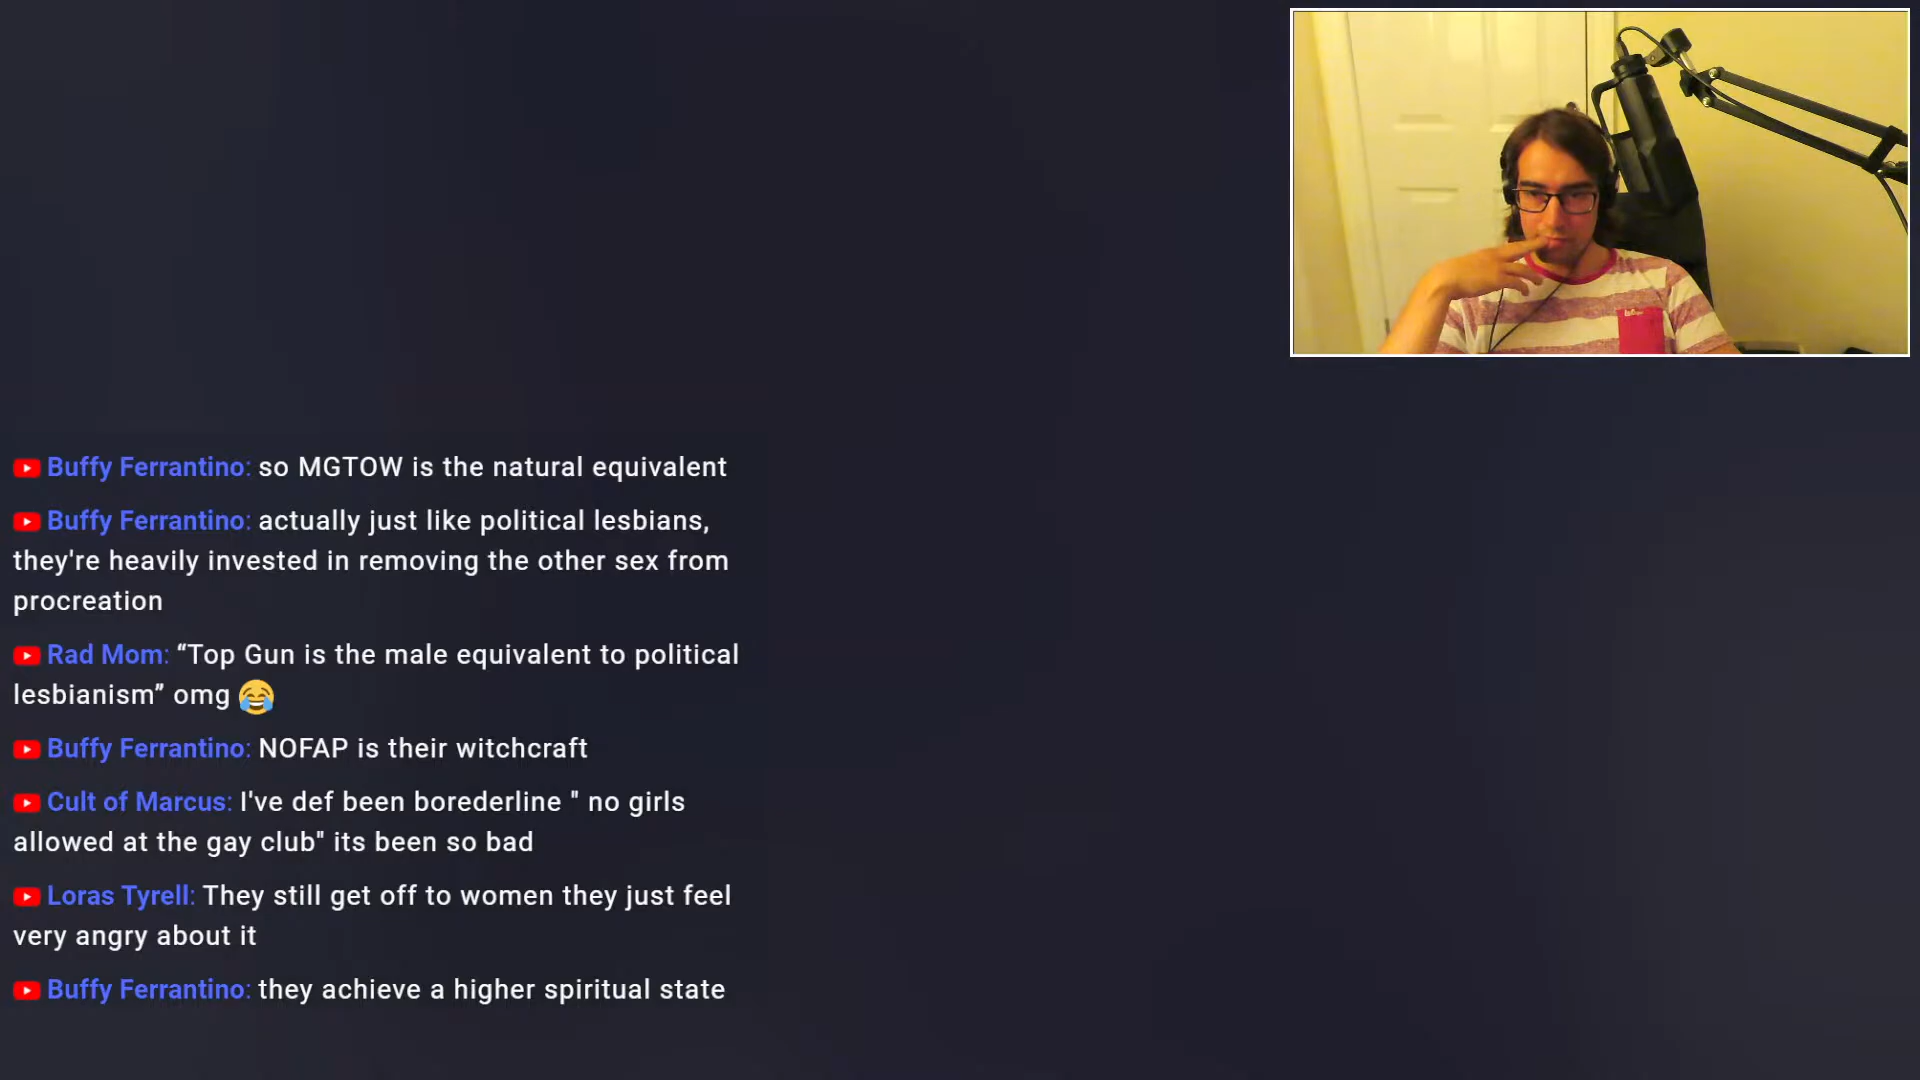 Buffy Ferrantino: so MGTOW is the natural equivalent
Buffy Ferrantino: actually just like political lesbians,
they're heavily invested in removing the other sex from
procreation
Rad Mom: “Top Gun is the male equivalent to political
lesbianism” omg 😂
Buffy Ferrantino: NOFAP is their witchcraft
Cult of Marcus: I've def beenborederline " no girls
allowed at the gay club" its been so bad
Loras Tyrell: They still get off to women they just feel
very angry about it
Buffy Ferrantino: they achieve a higher spiritual state